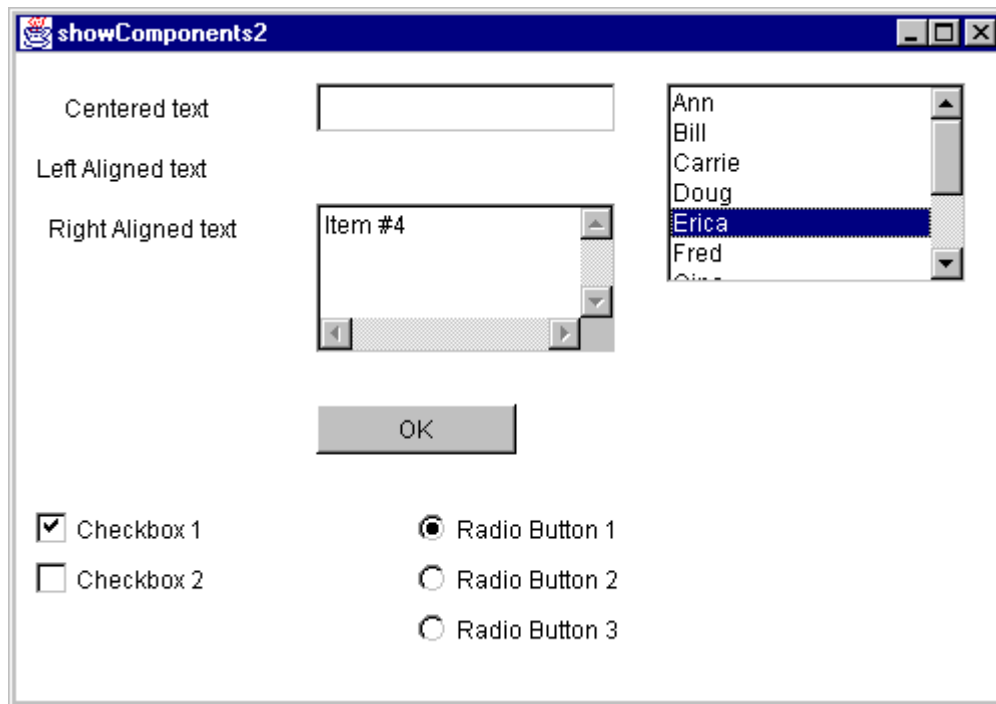 showComponents2
Centered text
Left Aligned text
Right Aligned text
Item #4
Ann
Bill
Carrie
Doug
Erica
Fred
OK
Checkbox 1
Checkbox 2
Radio Button 1
Radio Button 2
Radio Button 3